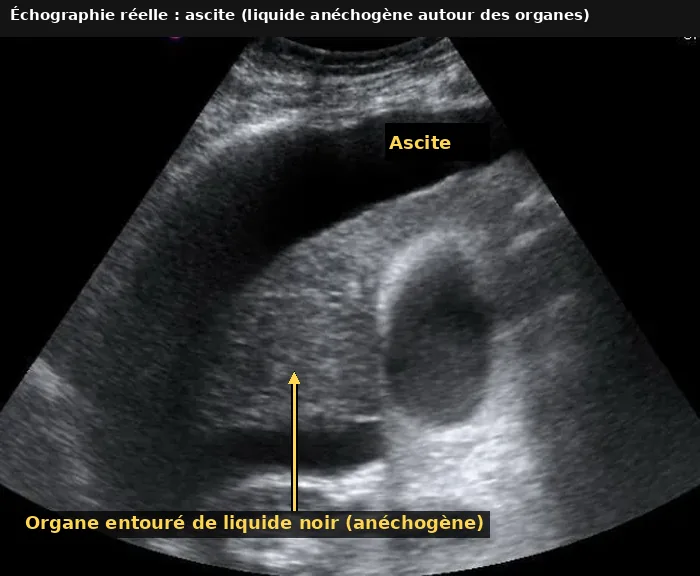 Échographie réelle : ascite (liquide anéchogène autour des organes)
Ascite
Organe entouré de liquide noir (anéchogène)